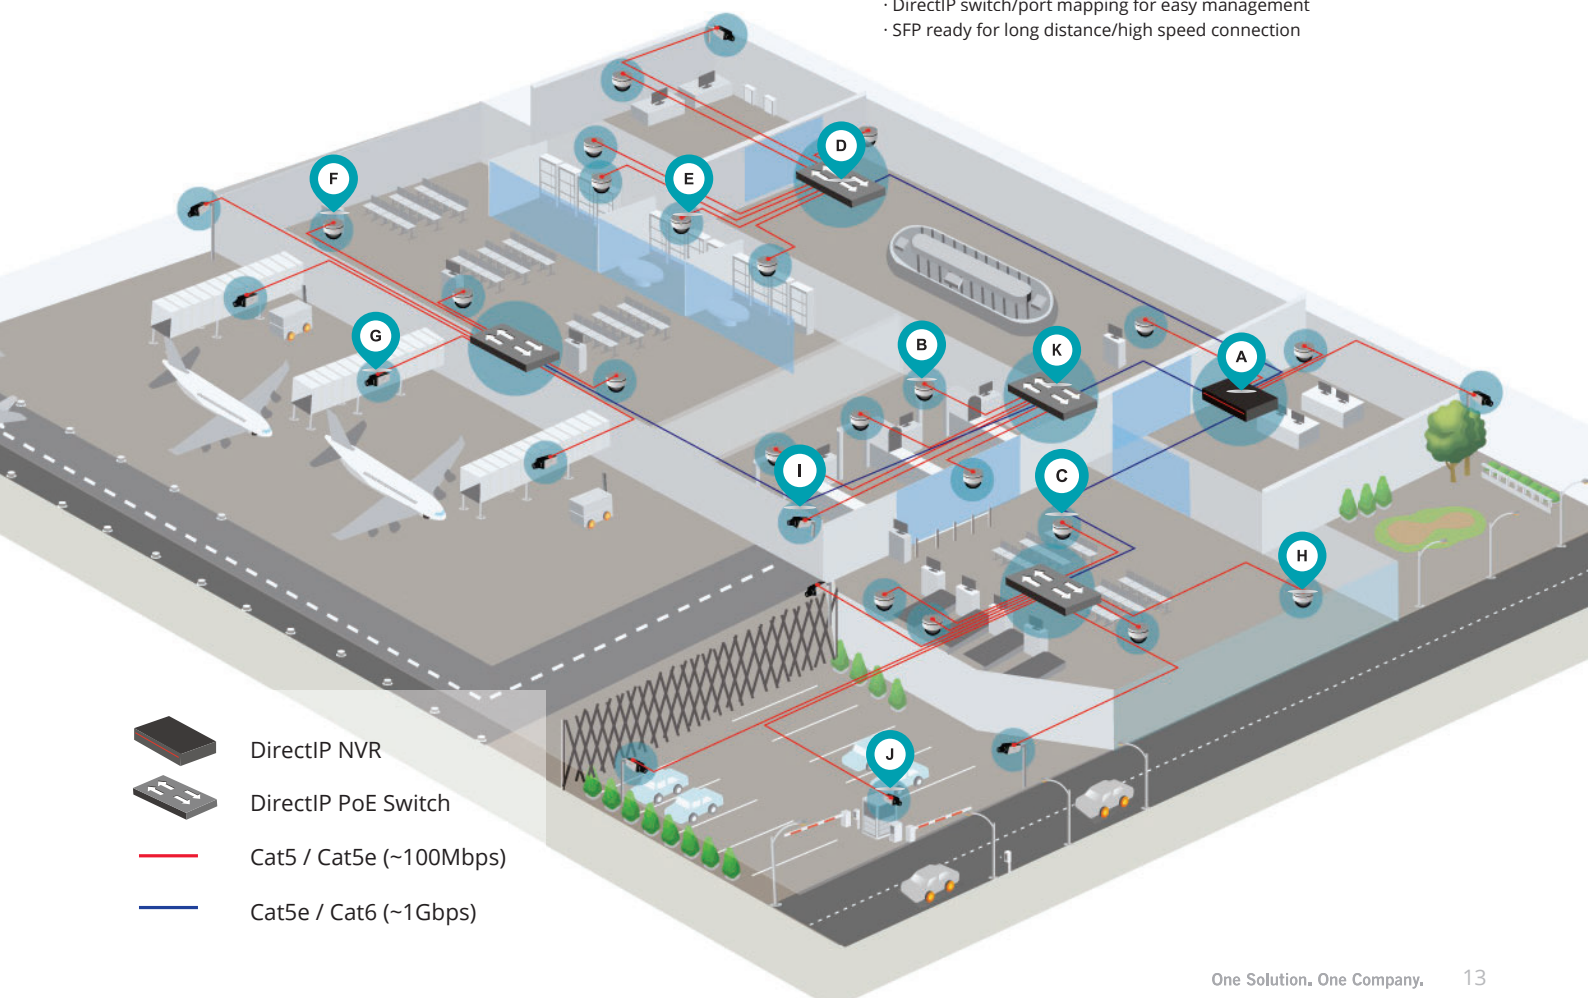 · DirectIP switch/port mapping for easy management
· SFP ready for long distance/high speed connection
D
F
E
G
B
K
A
I
C
H
J
DirectIP NVR
DirectIP PoE Switch
Cat5 / Cat5e (~100Mbps)
Cat5e / Cat6 (~1Gbps)
One Solution. One Company. 13